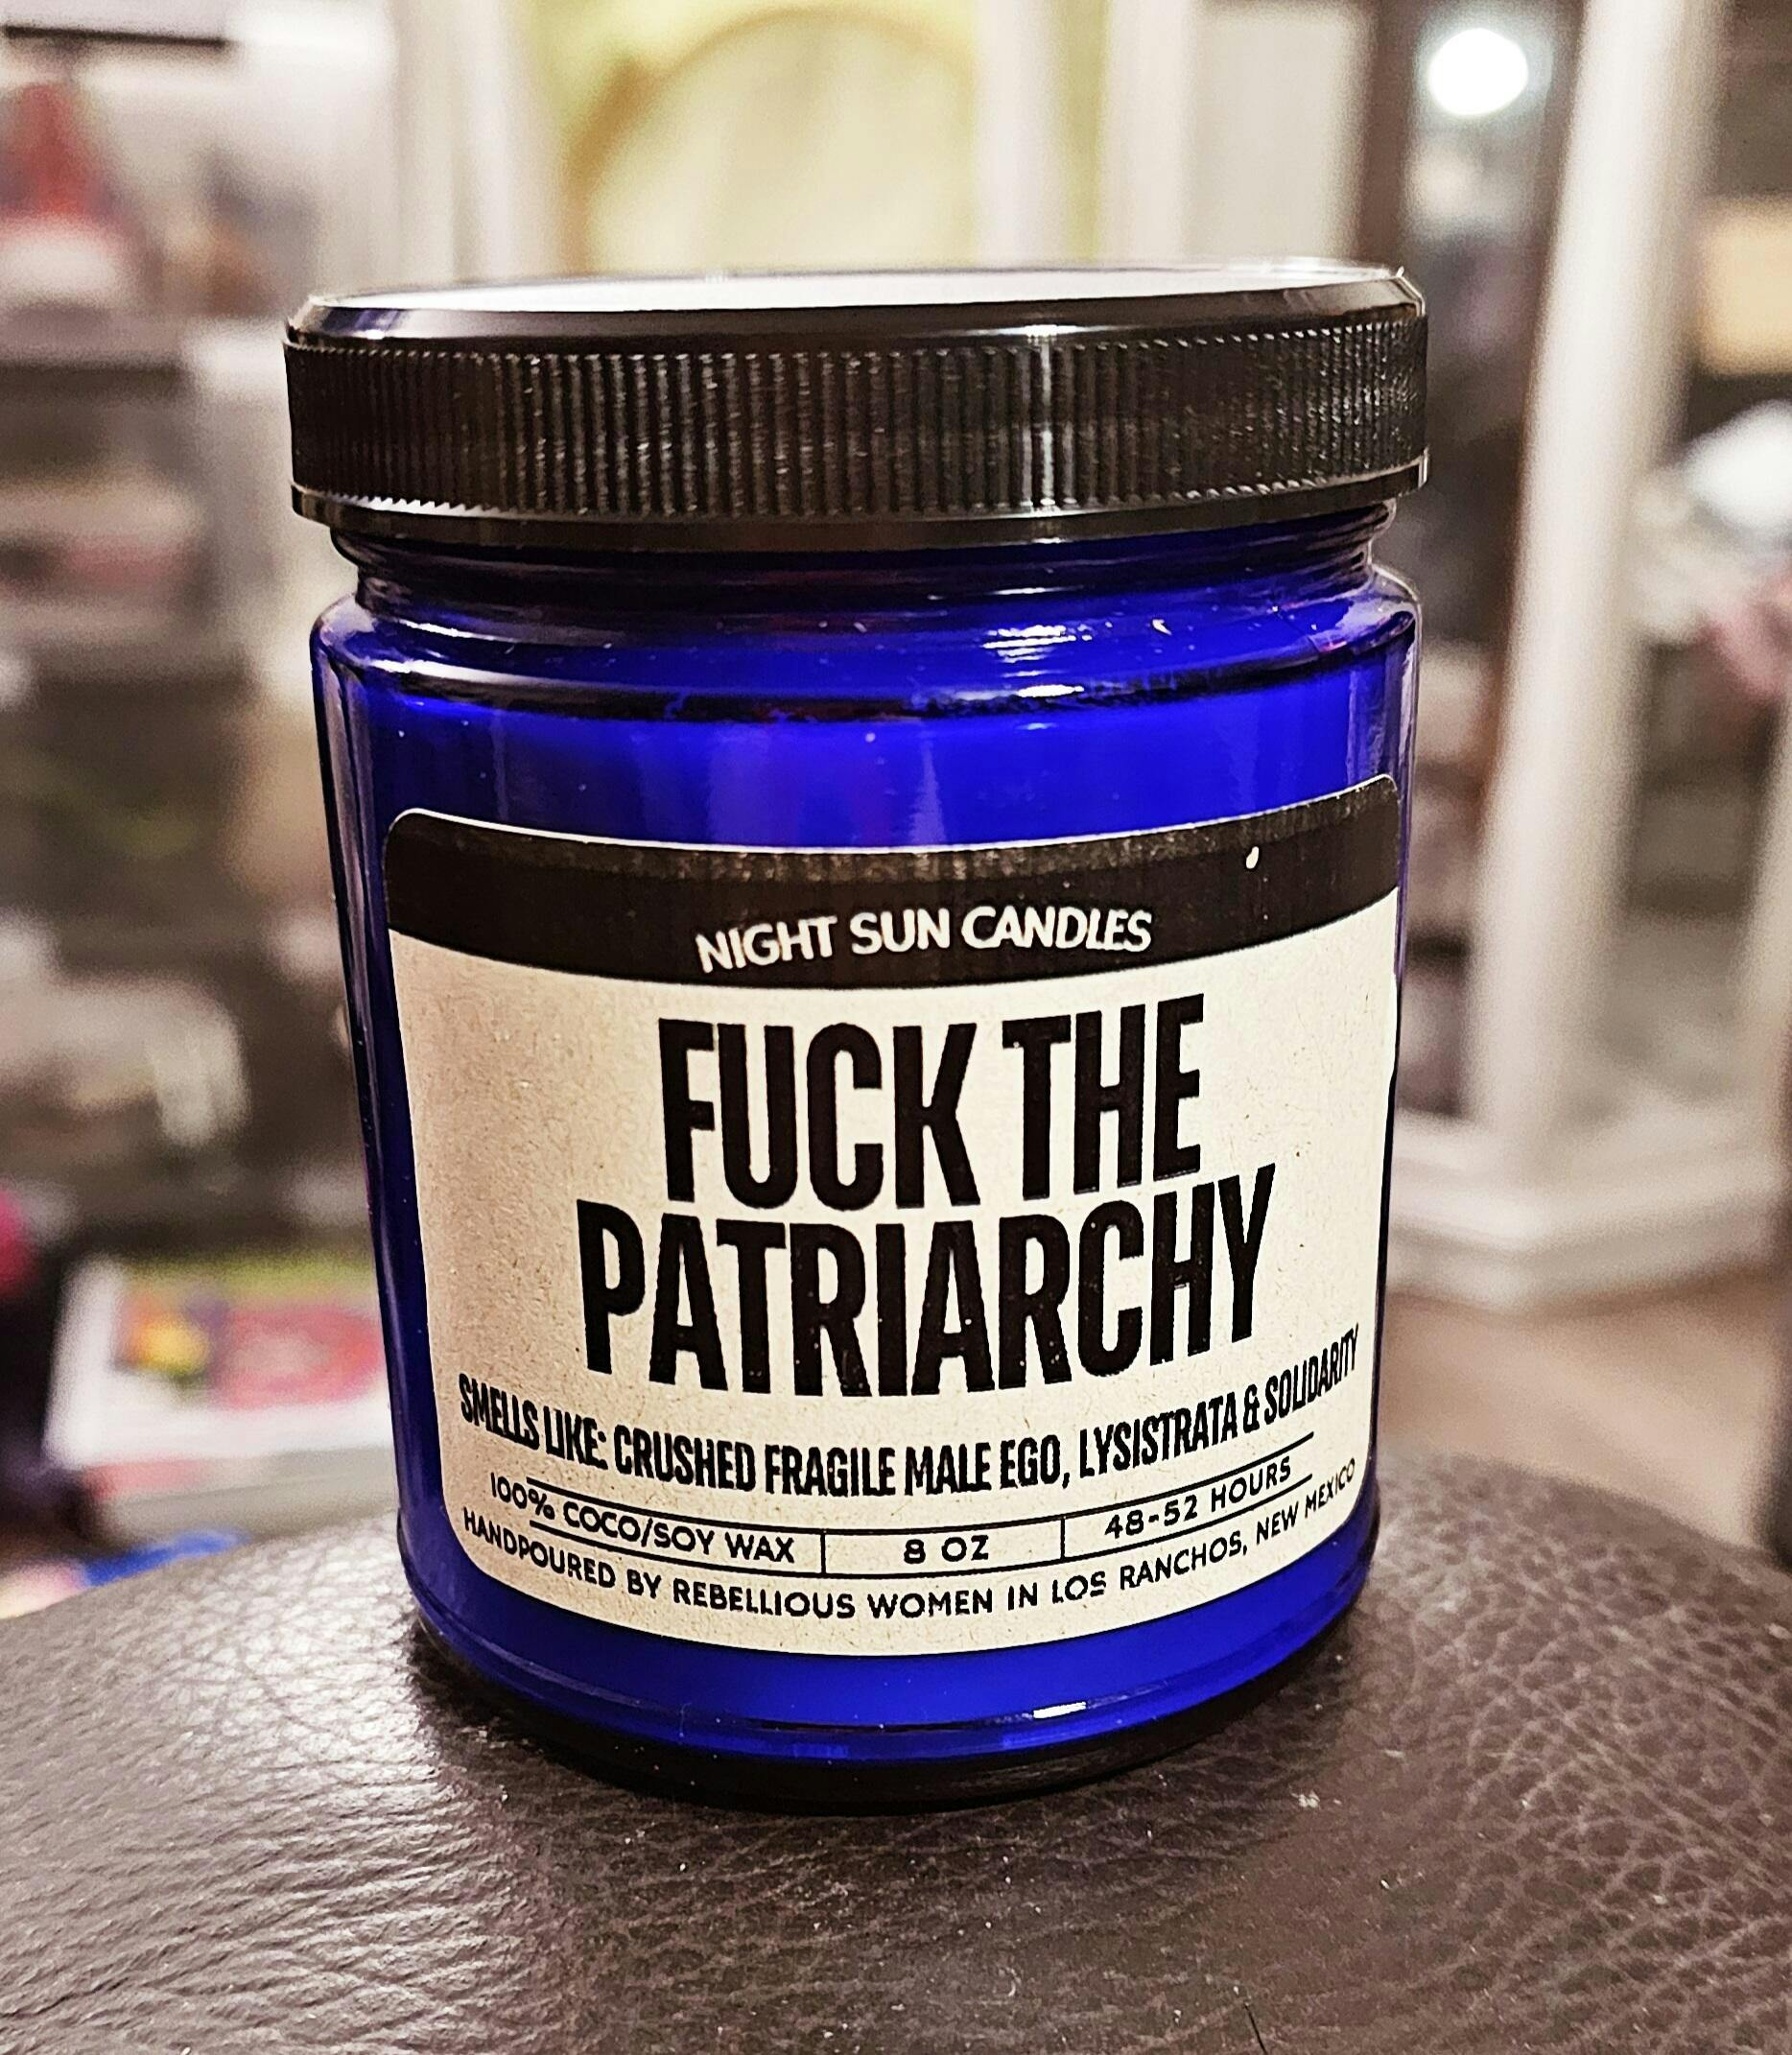 NIGHT SUN CANDLES
FUCK THE
PATRIARCHY
SMELLS LIKE: CRUSHED FRAGILE MALE EGO, LYSISTRATA & SOLIDARITY
100% COCO/SOY WAX 8 OZ 48-52 HOURS
HANDPOURED BY REBELLIOUS WOMEN IN LOS RANCHOS, NEW MEXICO